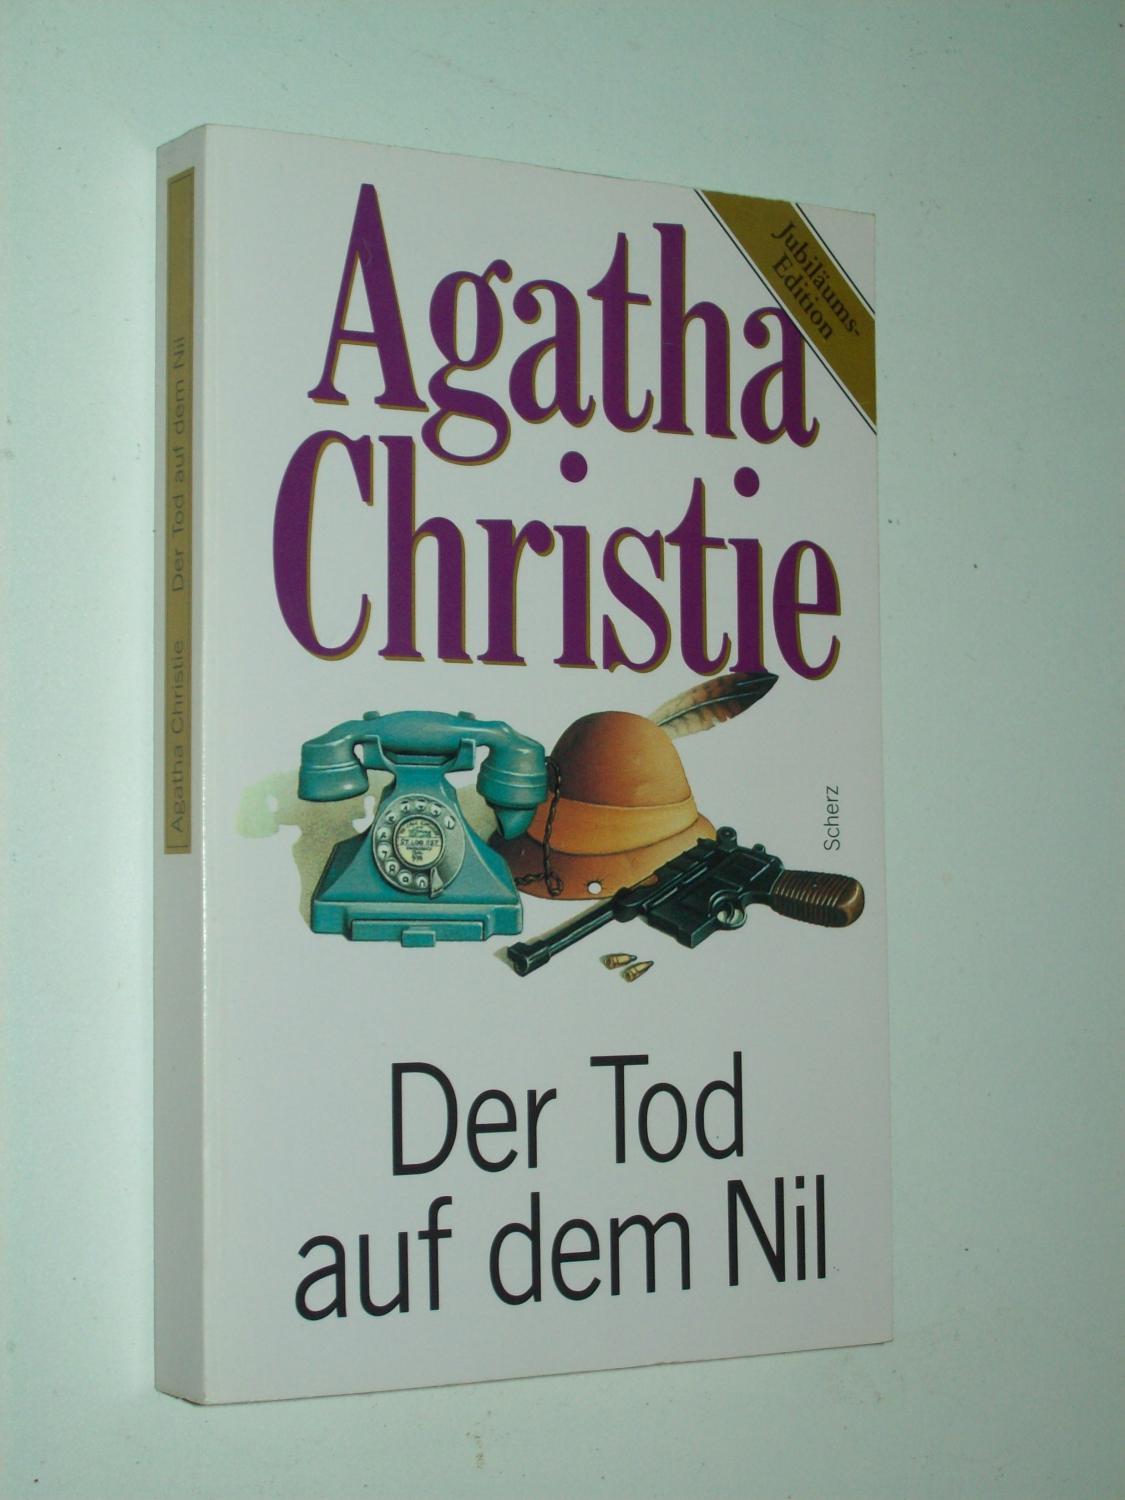 Agatha Christie Der Tod auf dem Nil
Agatha
Christie
Jubiläums-
Edition
Scherz
Der Tod
auf dem Nil